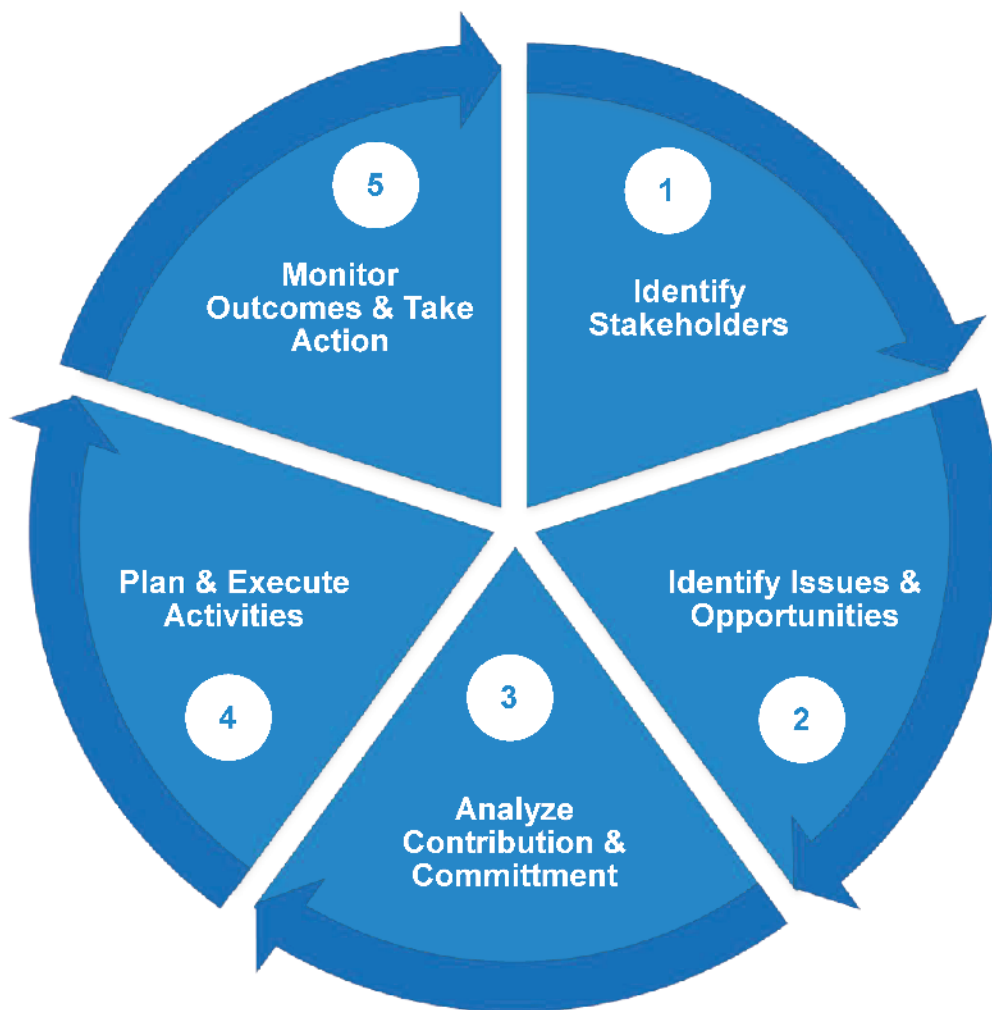 1
Identify
Stakeholders
2
Identify Issues &
Opportunities
3
Analyze
Contribution &
Committment
4
Plan & Execute
Activities
5
Monitor
Outcomes & Take
Action